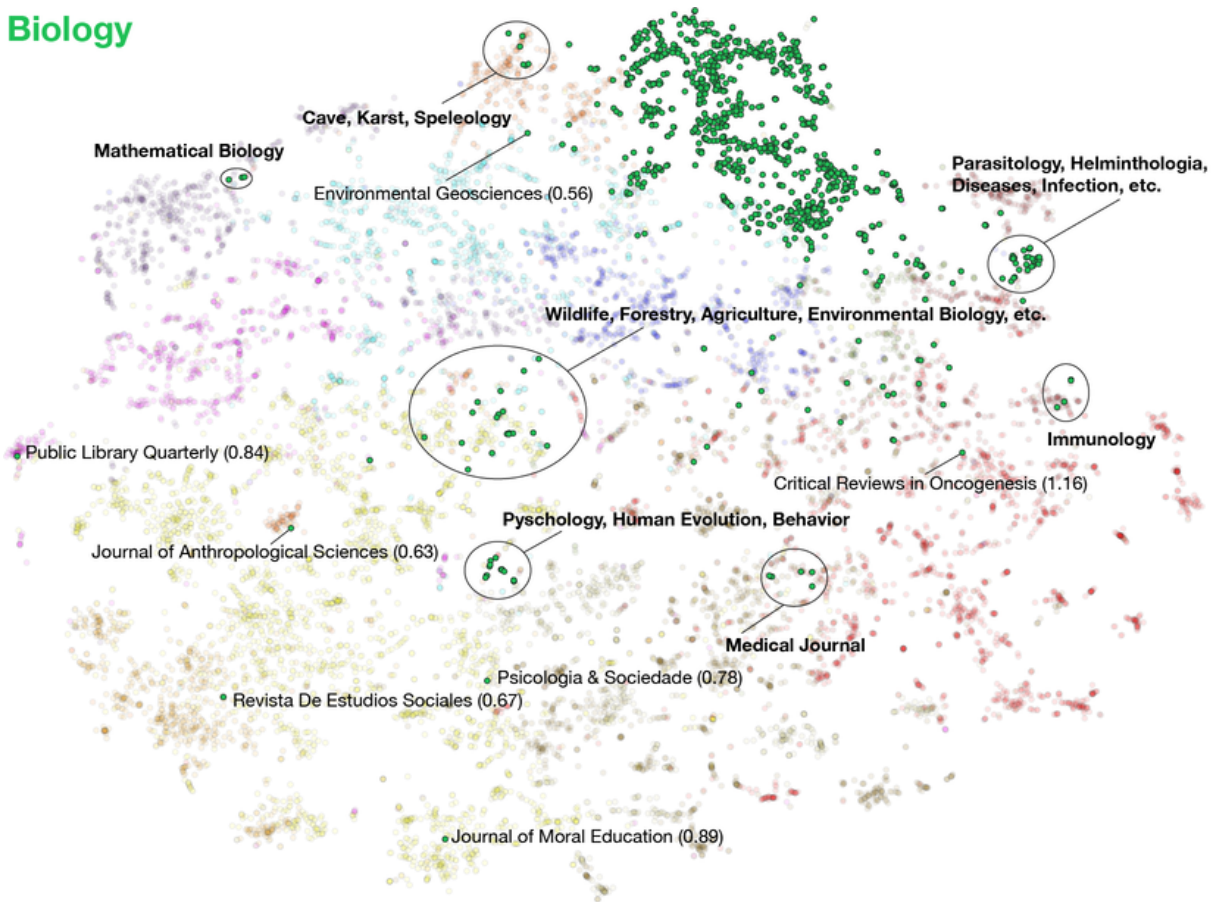 Biology
Cave, Karst, Speleology
Mathematical Biology
Parasitology, Helminthologia,
Diseases, Infection, etc.
Environmental Geosciences (0.56)
Wildlife, Forestry, Agriculture, Environmental Biology, etc.
Immunology
Public Library Quarterly (0.84)
Critical Reviews in Oncogenesis (1.16)
Pyschology, Human Evolution, Behavior
Journal of Anthropological Sciences (0.63)
Medical Journal
Psicologia & Sociedade (0.78)
Revista De Estudios Sociales (0.67)
Journal of Moral Education (0.89)